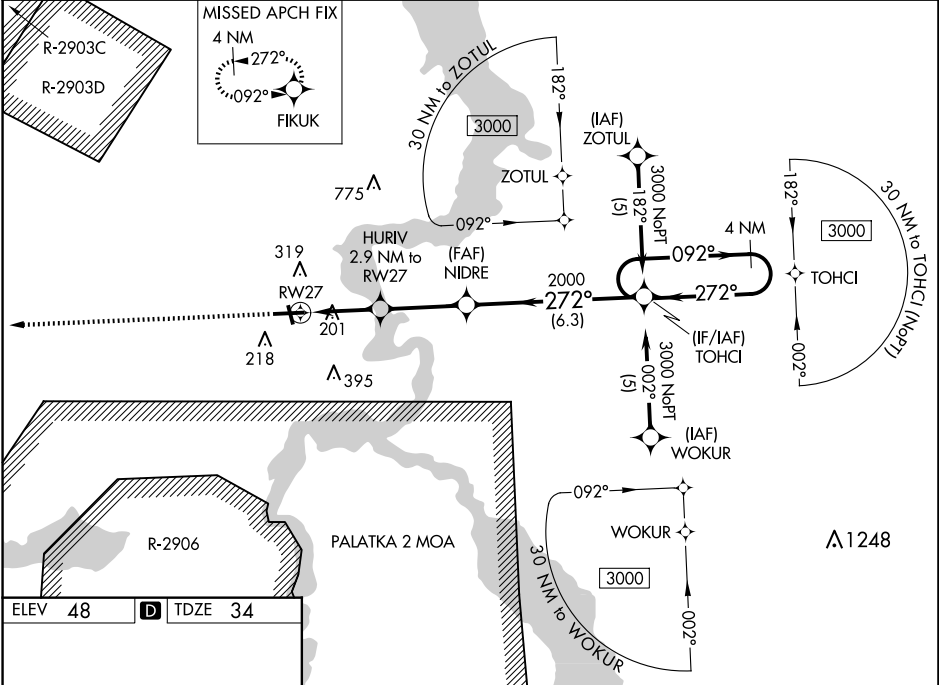 R-2903C
R-2903D
MISSED APCH FIX
4 NM
272°
092°
FIKUK
30 NM to ZOTUL
3000
182°
ZOTUL
092°
(IAF)
ZOTUL
3000 NoPT
182°
(5)
4 NM
092°
272°
182°
3000
TOHCI
002°
30 NM to TOHCI (NoPT)
775
HURIV
2.9 NM to
RW27
(FAF)
NIDRE
2000
272°
(6.3)
(IF/IAF)
TOHCI
319
RW27
201
218
395
3000 NoPT
002°
(5)
(IAF)
WOKUR
092°
WOKUR
3000
002°
30 NM to WOKUR
1248
R-2906
PALATKA 2 MOA
ELEV 48 D TDZE 34